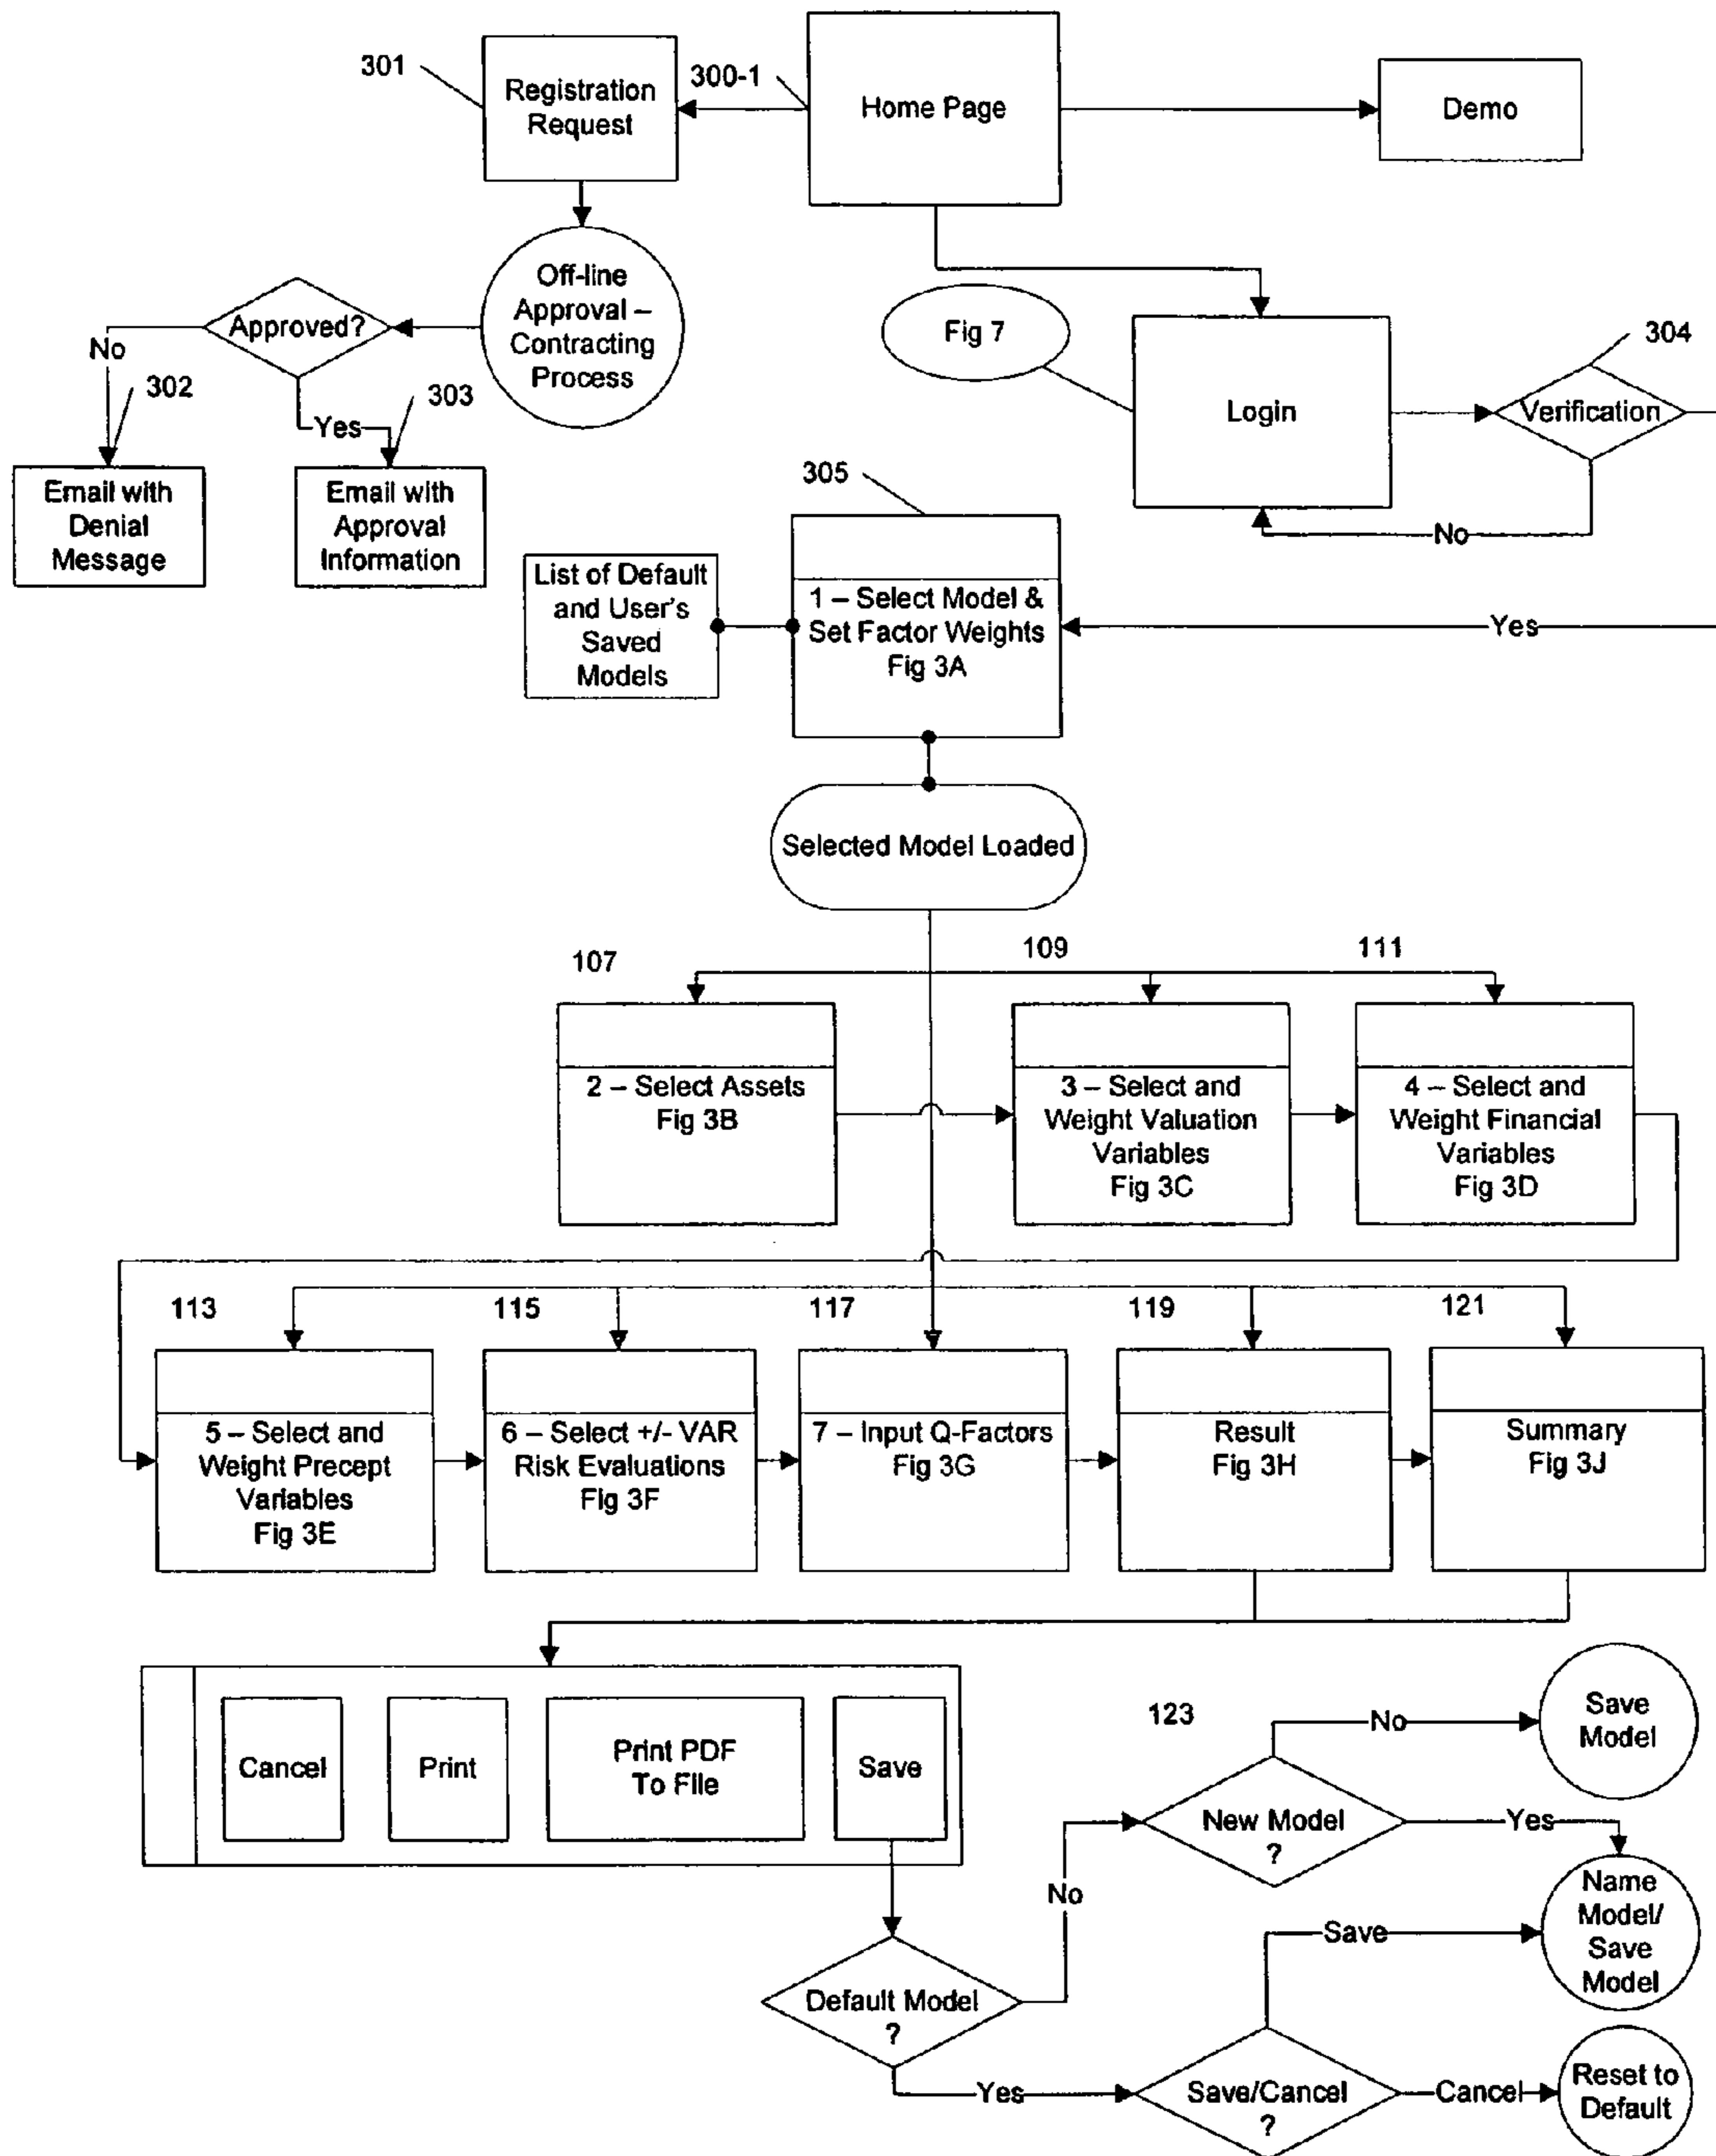 301
Registration
Request
300-1
Home Page
Demo
Off-line
Approval –
Contracting
Process
Approved?
No
302
Yes
303
Email with
Denial
Message
Email with
Approval
Information
Fig 7
Login
304
Verification
No
Yes
305
List of Default
and User's
Saved
Models
1 – Select Model &
Set Factor Weights
Fig 3A
Selected Model Loaded
107
109
111
2 – Select Assets
Fig 3B
3 – Select and
Weight Valuation
Variables
Fig 3C
4 – Select and
Weight Financial
Variables
Fig 3D
113
115
117
119
121
5 – Select and
Weight Precept
Variables
Fig 3E
6 – Select +/- VAR
Risk Evaluations
Fig 3F
7 – Input Q-Factors
Fig 3G
Result
Fig 3H
Summary
Fig 3J
Cancel
Print
Print PDF
To File
Save
123
No
Save
Model
New Model
?
Yes
Name
Model/
Save
Model
No
Save
Default Model
?
Yes
Save/Cancel
?
Cancel
Reset to
Default